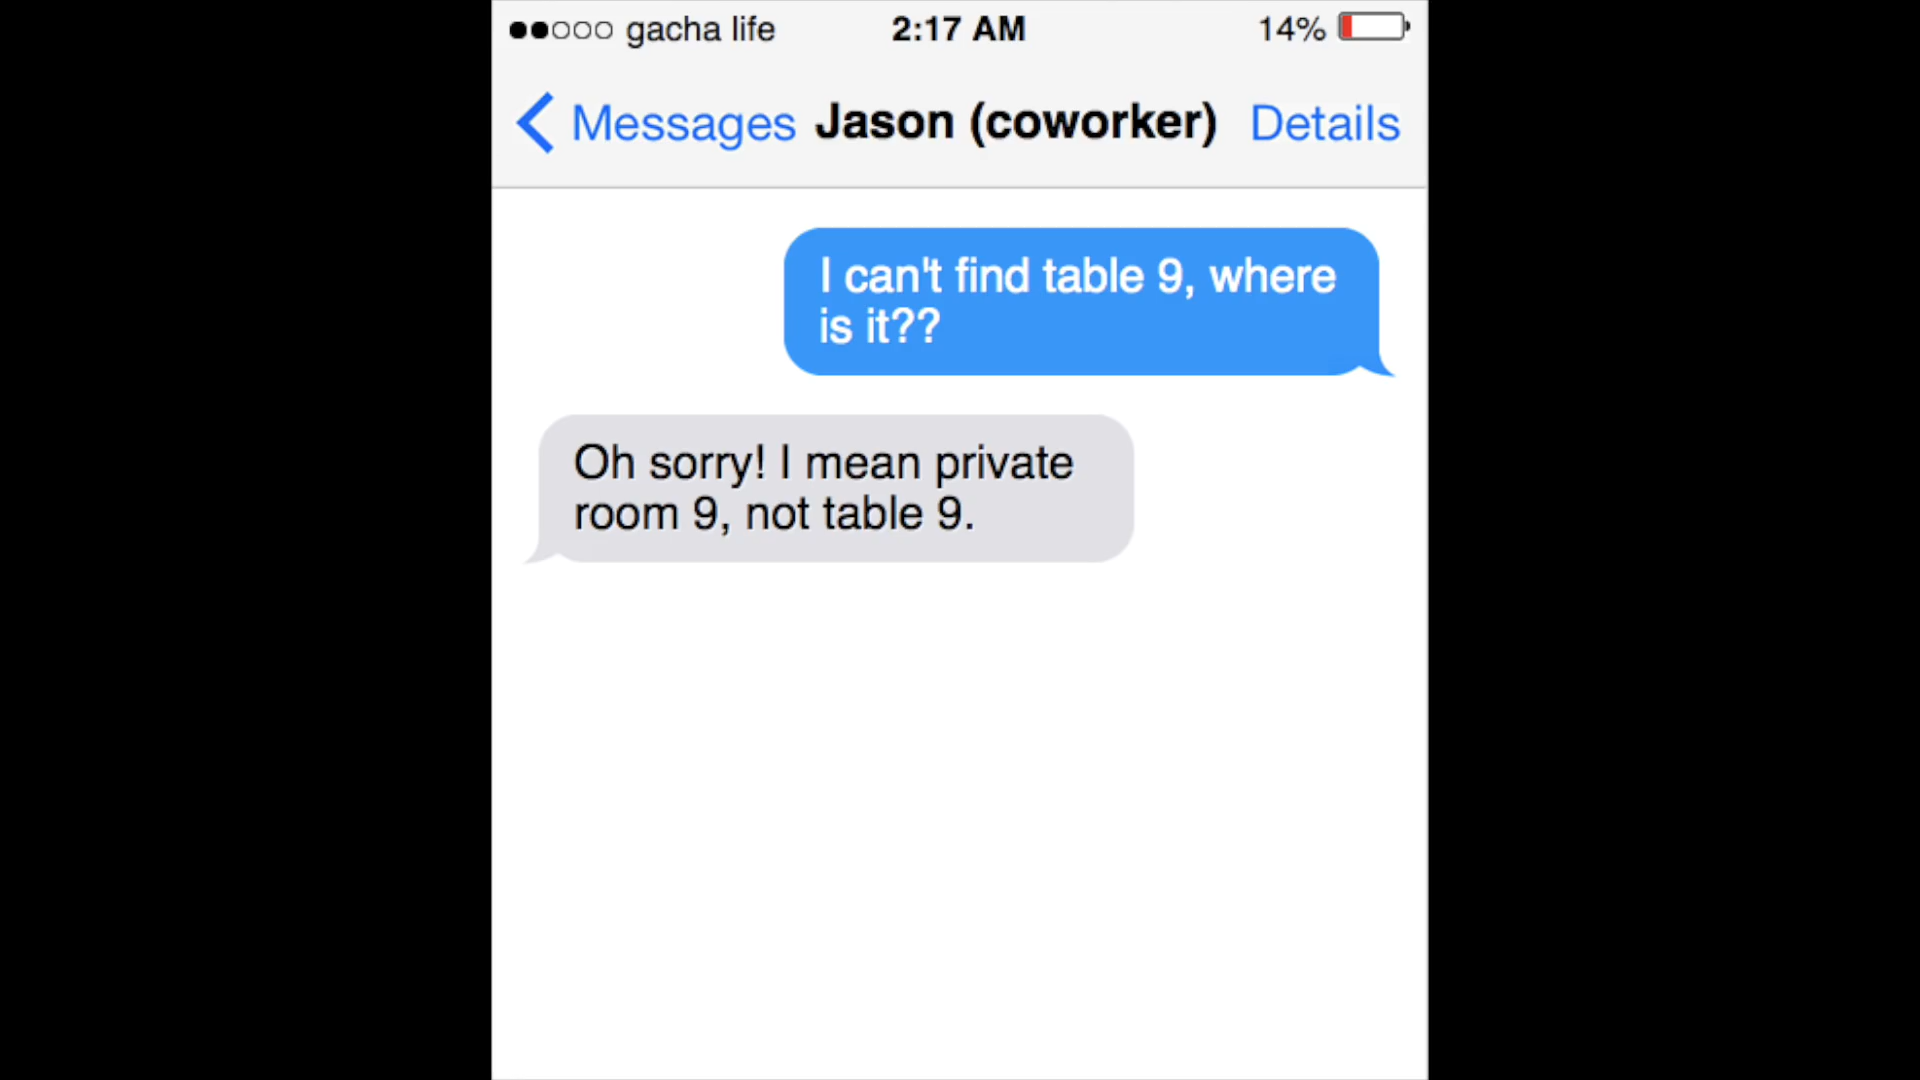 gacha life 2:17 AM 14%
Messages Jason (coworker) Details
I can't find table 9, where
is it??
Oh sorry! I mean private
room 9, not table 9.